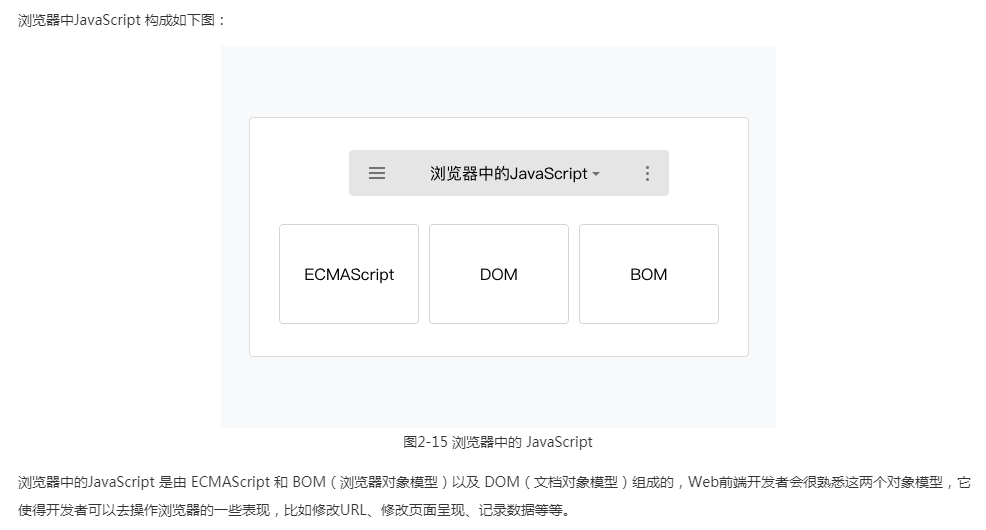 浏览器中JavaScript 构成如下图：
浏览器中的JavaScript
ECMAScript
DOM
BOM
图2-15 浏览器中的 JavaScript
浏览器中的JavaScript 是由 ECMAScript 和 BOM（浏览器对象模型）以及 DOM（文档对象模型）组成的，Web前端开发者会很熟悉这两个对象模型，它
使得开发者可以去操作浏览器的一些表现，比如修改URL、修改页面呈现、记录数据等等。